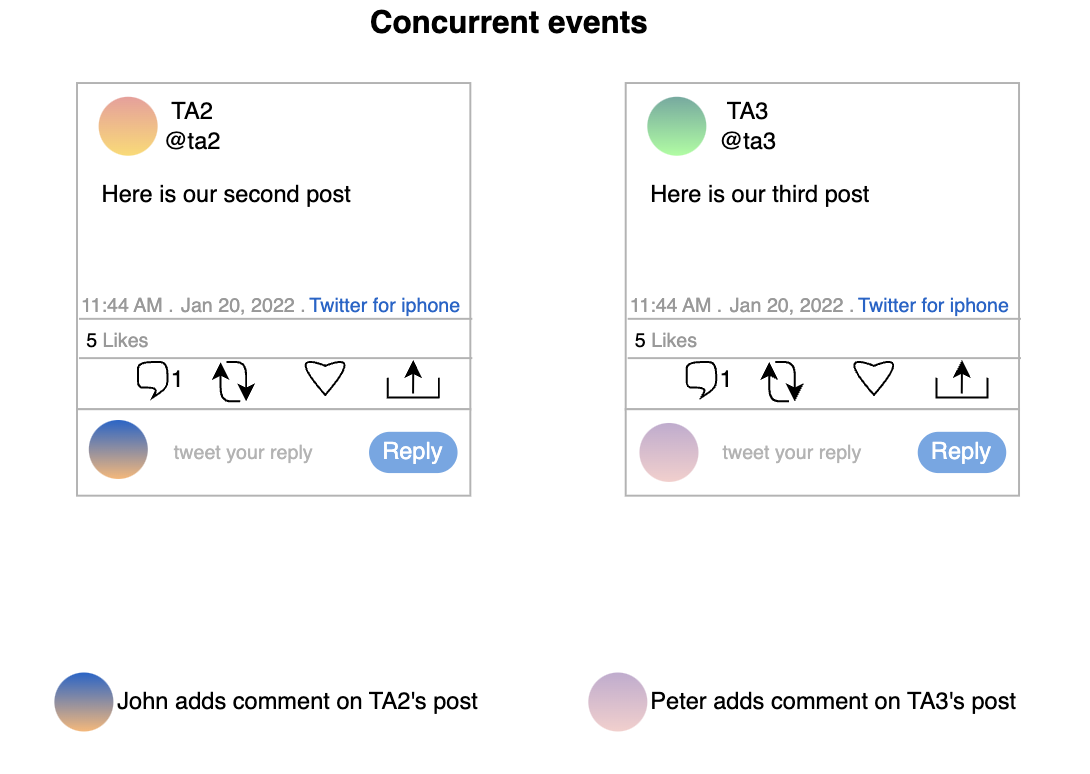 Concurrent events
TA2
@ta2
Here is our second post
11:44 AM . Jan 20, 2022 . Twitter for iphone
5 Likes
1
tweet your reply
Reply
TA3
@ta3
Here is our third post
11:44 AM . Jan 20, 2022 . Twitter for iphone
5 Likes
1
tweet your reply
Reply
John adds comment on TA2's post
Peter adds comment on TA3's post